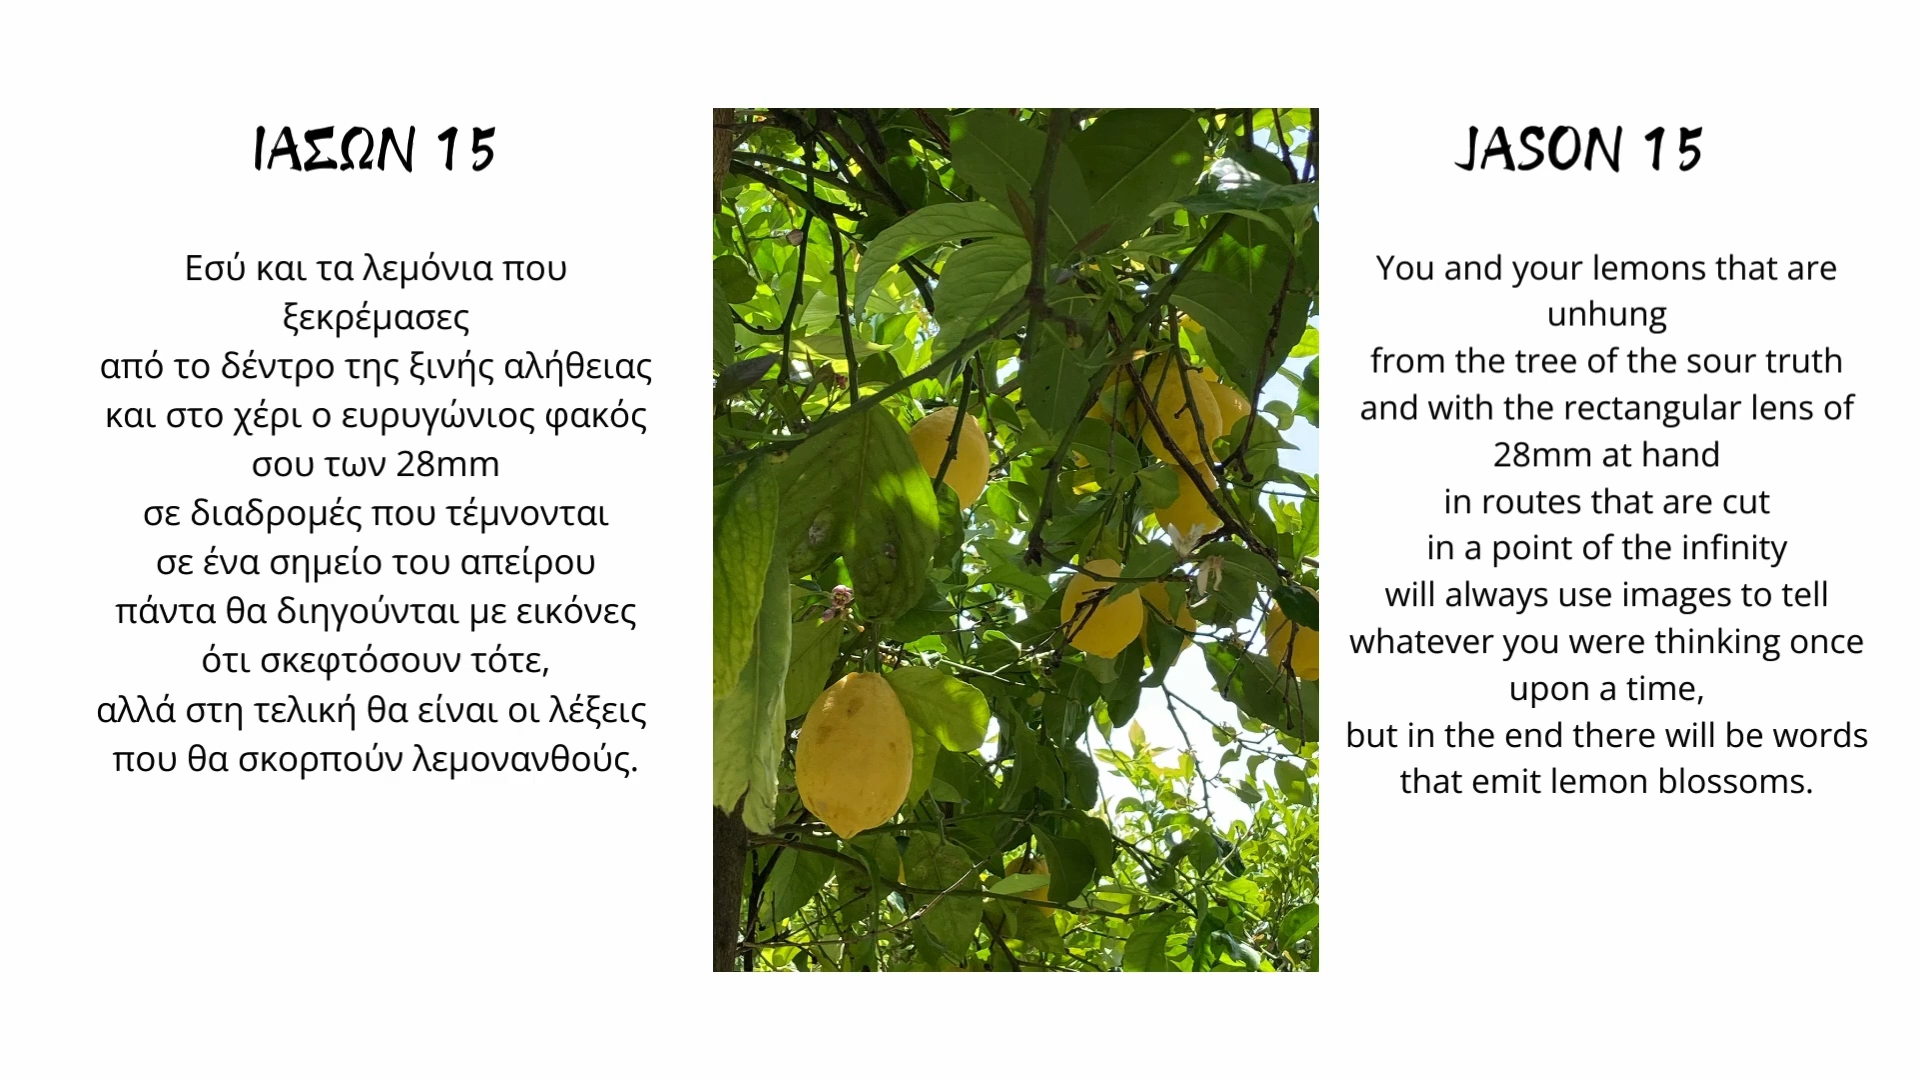 ΙΑΣΩΝ 15
Εσύ και τα λεμόνια που
ξεκρέμασες
από το δέντρο της ξινής αλήθειας
και στο χέρι ο ευρυγώνιος φακός
σου των 28mm
σε διαδρομές που τέμνονται
σε ένα σημείο του απείρου
πάντα θα διηγούνται με εικόνες
ότι σκεφτόσουν τότε,
αλλά στη τελική θα είναι οι λέξεις
που θα σκορπούν λεμονανθούς.
JASON 15
You and your lemons that are
unhung
from the tree of the sour truth
and with the rectangular lens of
28mm at hand
in routes that are cut
in a point of the infinity
will always use images to tell
whatever you were thinking once
upon a time,
but in the end there will be words
that emit lemon blossoms.